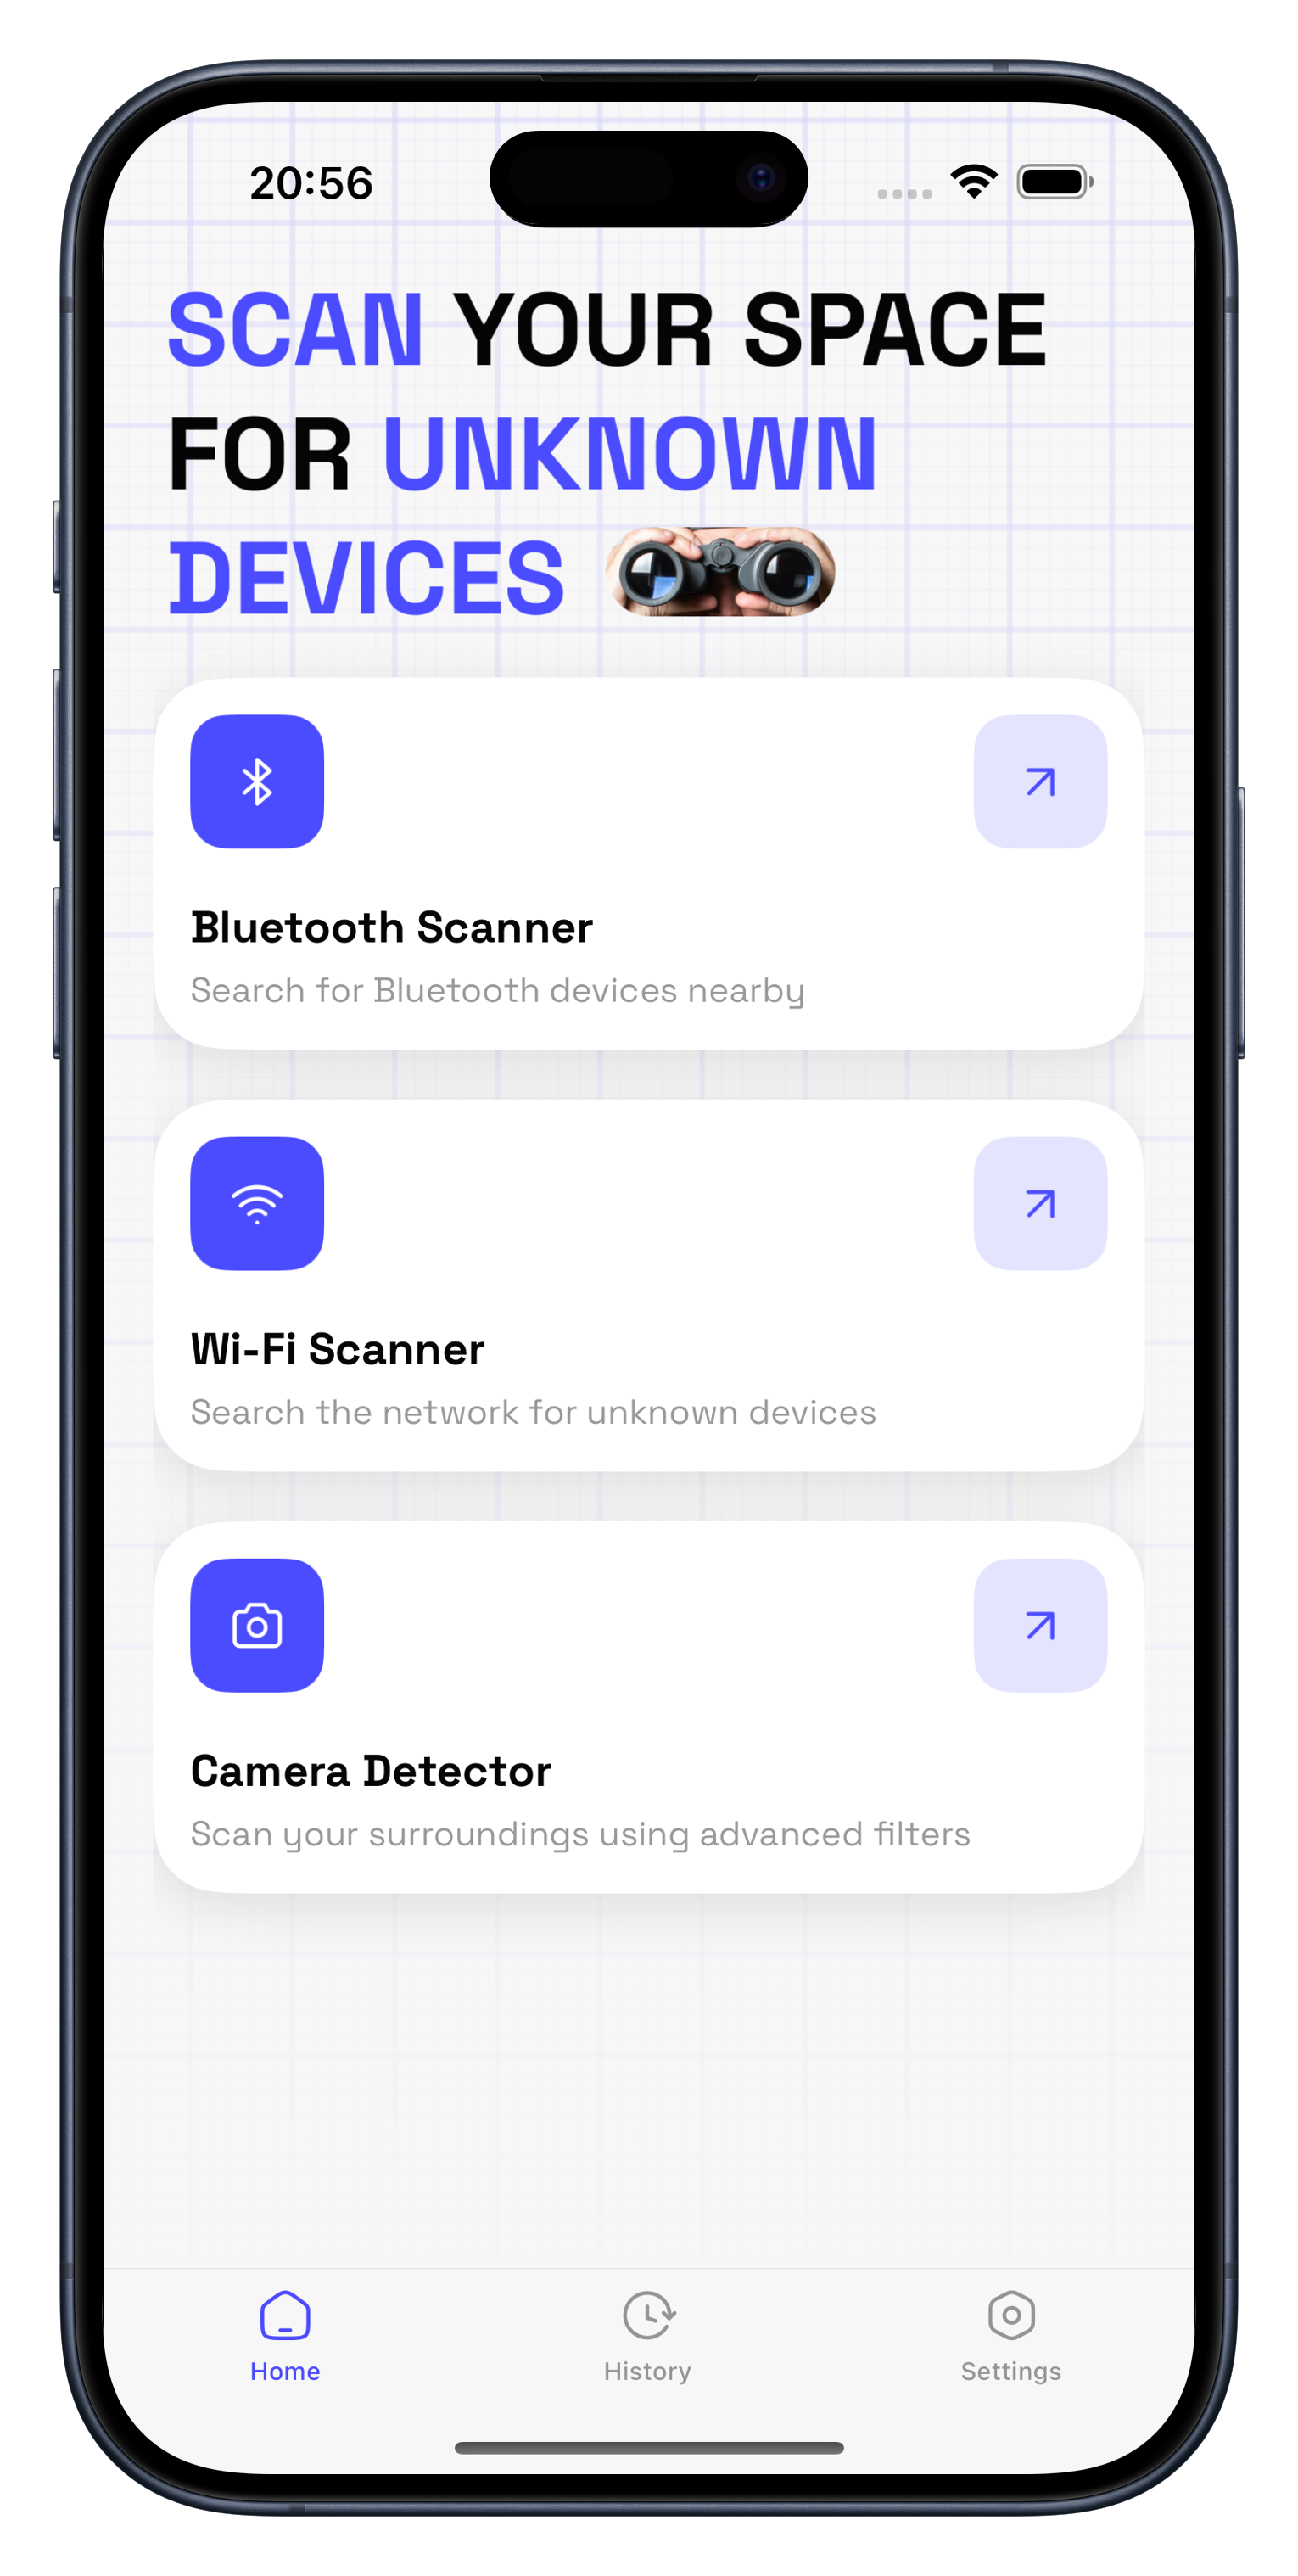 20:56
SCAN YOUR SPACE
FOR UNKNOWN
DEVICES
Bluetooth Scanner
Search for Bluetooth devices nearby
Wi-Fi Scanner
Search the network for unknown devices
Camera Detector
Scan your surroundings using advanced filters
Home
History
Settings